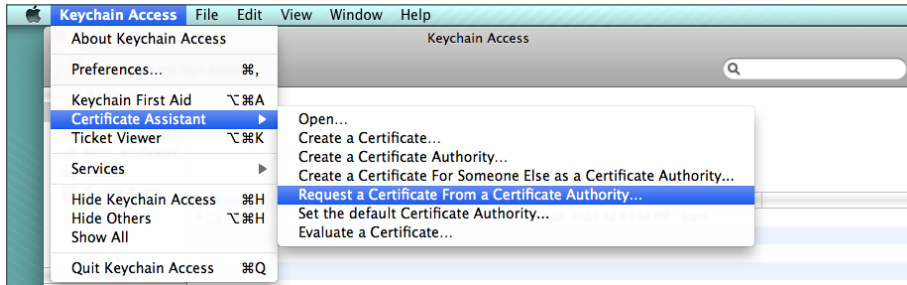 Keychain Access File Edit View Window Help
Keychain Access
About Keychain Access
Preferences... ⌘,
Keychain First Aid ⌥⌘A
Certificate Assistant ▶
Ticket Viewer ⌥⌘K
Services ▶
Hide Keychain Access ⌘H
Hide Others ⌥⌘H
Show All
Quit Keychain Access ⌘Q
Open...
Create a Certificate...
Create a Certificate Authority...
Create a Certificate For Someone Else as a Certificate Authority...
Request a Certificate From a Certificate Authority...
Set the default Certificate Authority...
Evaluate a Certificate...